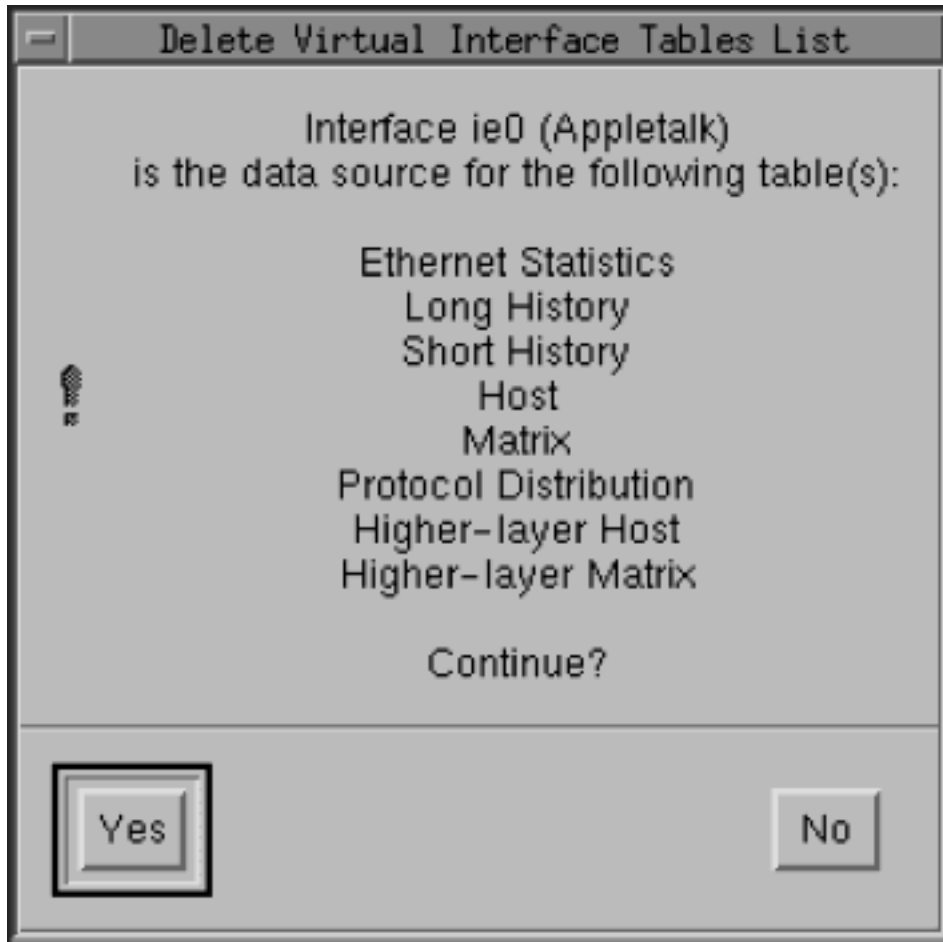 Delete Virtual Interface Tables List
Interface ie0 (Appletalk)
is the data source for the following table(s):
Ethernet Statistics
Long History
Short History
Host
Matrix
Protocol Distribution
Higher-layer Host
Higher-layer Matrix
Continue?
Yes
No